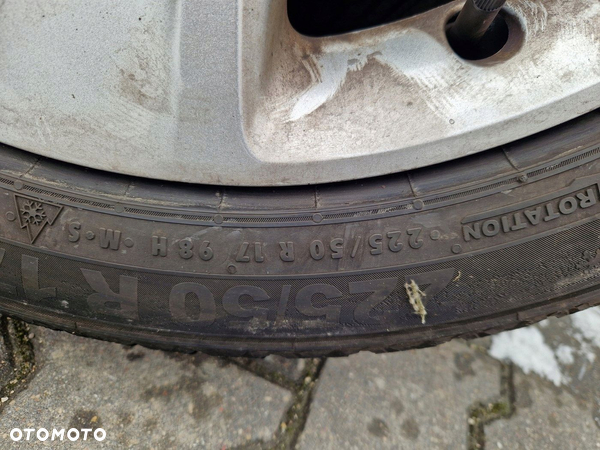 ROTATION
225/50 R 17 98 H · M·S
225/50 R 17
OTOMOTO